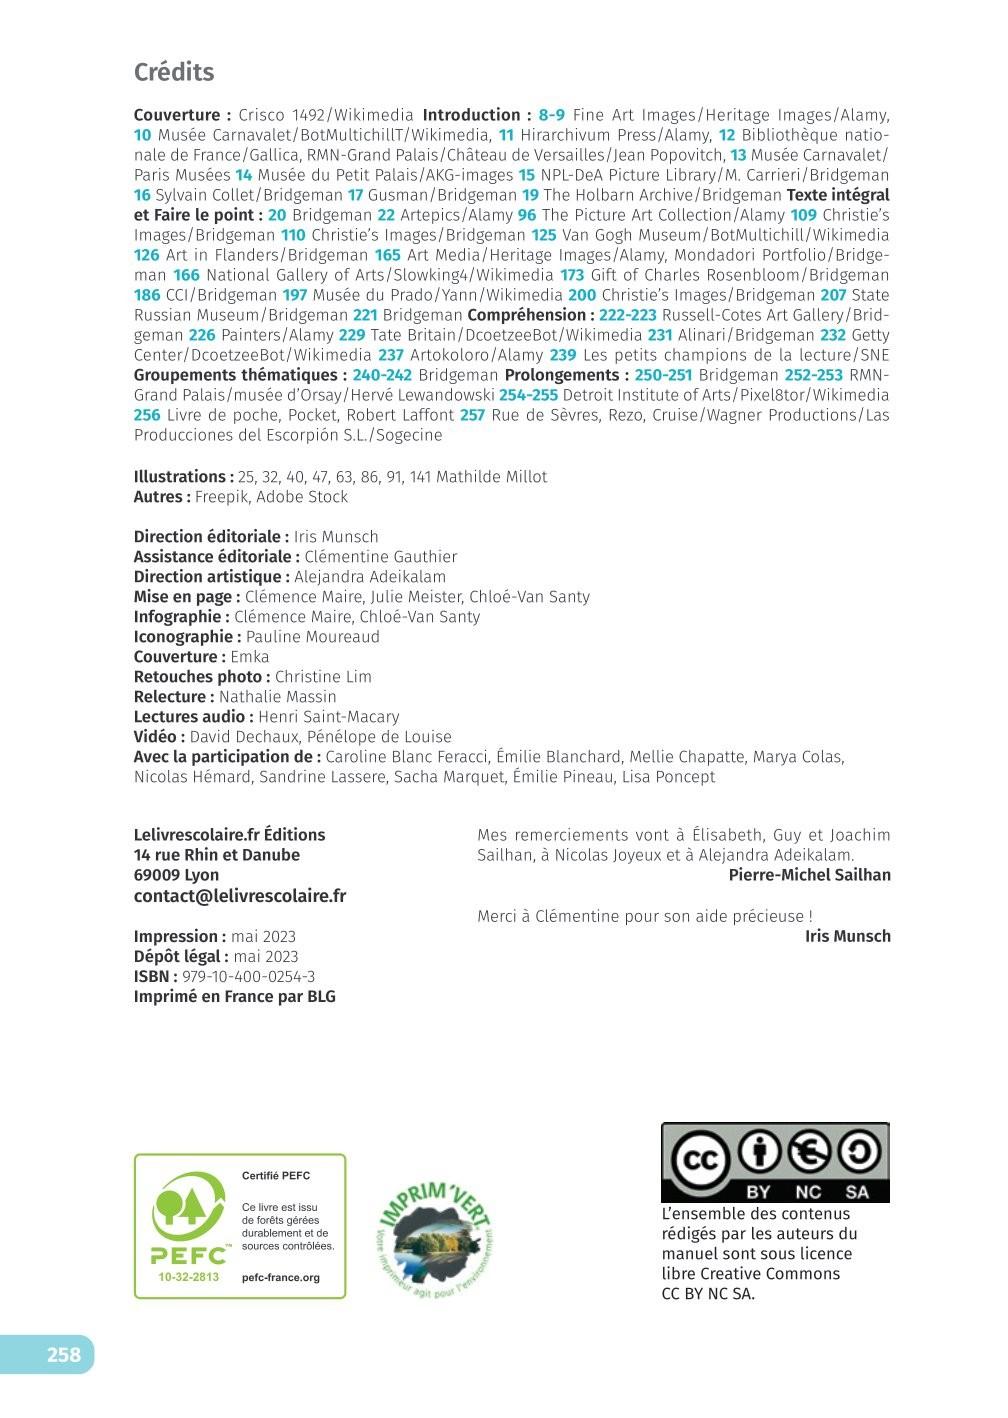 Crédits
Couverture : Crisco 1492/Wikimedia Introduction : 8-9 Fine Art Images/Heritage Images/Alamy,
10 Musée Carnavalet/BotMultichillT/Wikimedia, 11 Hirarchivum Press/Alamy, 12 Bibliothèque natio-
nale de France/Gallica, RMN-Grand Palais/Château de Versailles/Jean Popovitch, 13 Musée Carnavalet/
Paris Musées 14 Musée du Petit Palais/AKG-images 15 NPL-DeA Picture Library/M. Carrieri/Bridgeman
16 Sylvain Collet/Bridgeman 17 Gusman/Bridgeman 19 The Holbarn Archive/Bridgeman Texte intégral
et Faire le point : 20 Bridgeman 22 Artepics/Alamy 96 The Picture Art Collection/Alamy 109 Christie's
Images/Bridgeman 110 Christie's Images/Bridgeman 125 Van Gogh Museum/BotMultichill/Wikimedia
126 Art in Flanders/Bridgeman 165 Art Media/Heritage Images/Alamy, Mondadori Portfolio/Bridge-
man 166 National Gallery of Arts/Slowking4/Wikimedia 173 Gift of Charles Rosenbloom/Bridgeman
186 CCI/Bridgeman 197 Musée du Prado/Yann/Wikimedia 200 Christie's Images/Bridgeman 207 State
Russian Museum/Bridgeman 221 Bridgeman Compréhension : 222-223 Russell-Cotes Art Gallery/Brid-
geman 226 Painters/Alamy 229 Tate Britain/DcoetzeeBot/Wikimedia 231 Alinari/Bridgeman 232 Getty
Center/DcoetzeeBot/Wikimedia 237 Artokoloro/Alamy 239 Les petits champions de la lecture/SNE
Groupements thématiques : 240-242 Bridgeman Prolongements : 250-251 Bridgeman 252-253 RMN-
Grand Palais/musée d'Orsay/Hervé Lewandowski 254-255 Detroit Institute of Arts/Pixel8tor/Wikimedia
256 Livre de poche, Pocket, Robert Laffont 257 Rue de Sèvres, Rezo, Cruise/Wagner Productions/Las
Producciones del Escorpión S.L./Sogecine
Illustrations : 25, 32, 40, 47, 63, 86, 91, 141 Mathilde Millot
Autres : Freepik, Adobe Stock
Direction éditoriale : Iris Munsch
Assistance éditoriale : Clémentine Gauthier
Direction artistique : Alejandra Adeikalam
Mise en page : Clémence Maire, Julie Meister, Chloé-Van Santy
Infographie : Clémence Maire, Chloé-Van Santy
Iconographie : Pauline Moureaud
Couverture : Emka
Retouches photo : Christine Lim
Relecture : Nathalie Massin
Lectures audio : Henri Saint-Macary
Vidéo : David Dechaux, Pénélope de Louise
Avec la participation de : Caroline Blanc Feracci, Émilie Blanchard, Mellie Chapatte, Marya Colas,
Nicolas Hémard, Sandrine Lassere, Sacha Marquet, Émilie Pineau, Lisa Poncept
Lelivrescolaire.fr Éditions
14 rue Rhin et Danube
69009 Lyon
contact@lelivrescolaire.fr
Impression : mai 2023
Dépôt légal : mai 2023
ISBN : 979-10-400-0254-3
Imprimé en France par BLG
Mes remerciements vont à Élisabeth, Guy et Joachim
Sailhan, à Nicolas Joyeux et à Alejandra Adeikalam.
Pierre-Michel Sailhan
Merci à Clémentine pour son aide précieuse !
Iris Munsch
PEFC™
10-32-2813
Certifié PEFC
Ce livre est issu
de forêts gérées
durablement et de
sources contrôlées.
pefc-france.org
IMPRIM'VERT
Votre imprimeur agit pour l'environnement
cc
BY NC SA
L'ensemble des contenus
rédigés par les auteurs du
manuel sont sous licence
libre Creative Commons
CC BY NC SA.
258